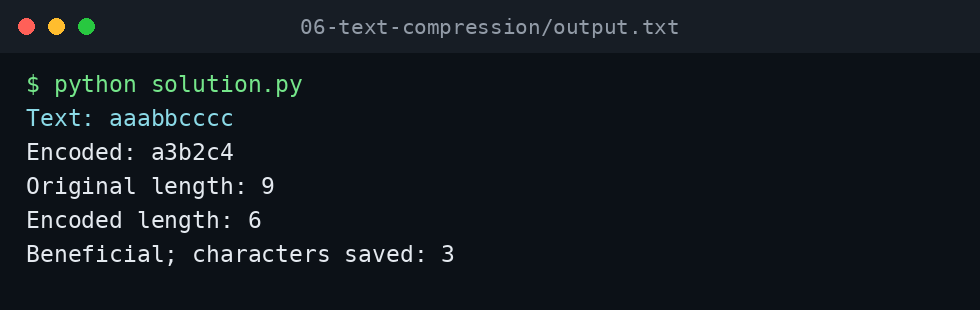 06-text-compression/output.txt
$ python solution.py
Text: aaabbcccc
Encoded: a3b2c4
Original length: 9
Encoded length: 6
Beneficial; characters saved: 3